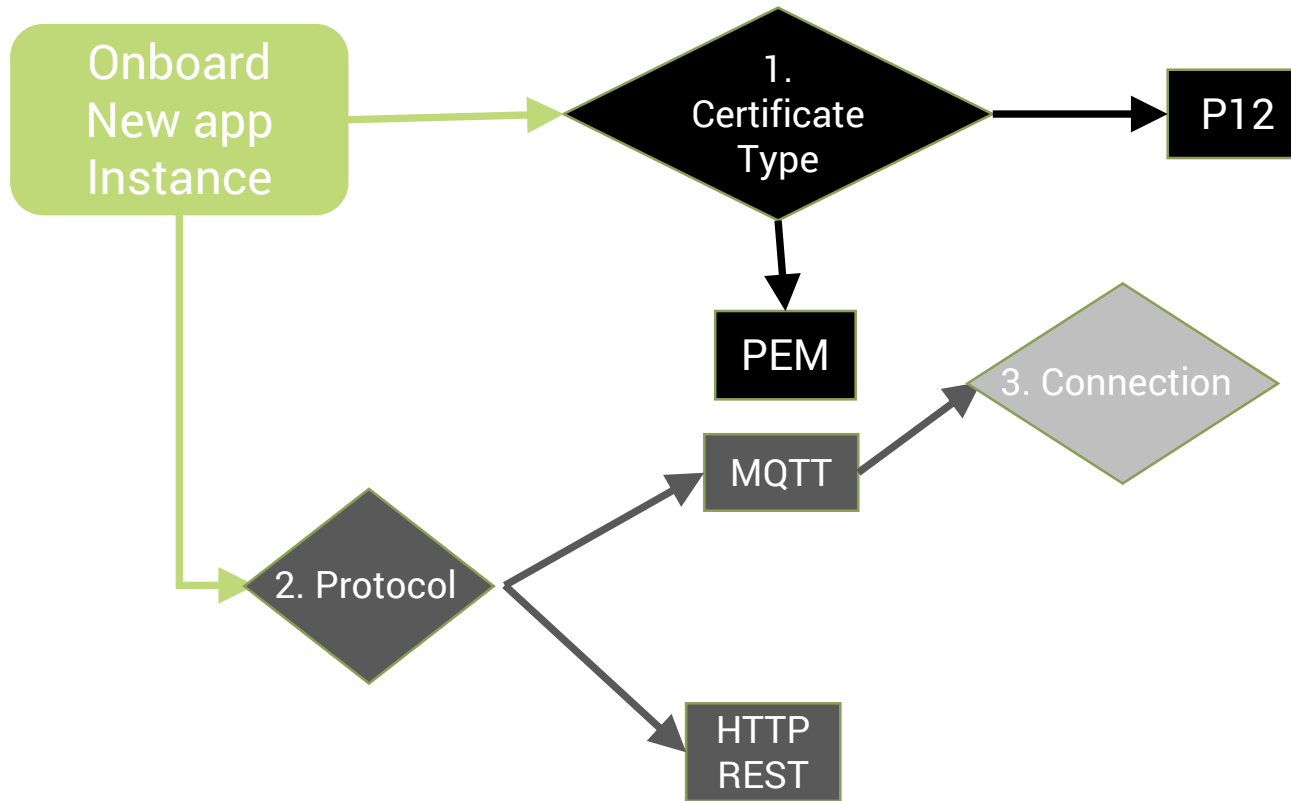 Onboard
New app
Instance
1.
Certificate
Type
P12
PEM
3. Connection
MQTT
2. Protocol
HTTP
REST